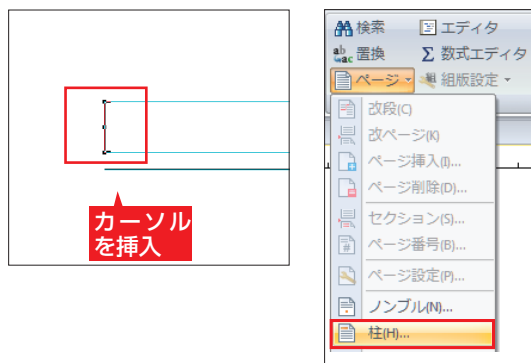 カーソル
を挿入
検索
エディタ
置換
Σ 数式エディタ
ページ
組版設定
改段(C)
改ページ(K)
ページ挿入(I)...
ページ削除(D)...
セクション(S)...
ページ番号(B)...
ページ設定(P)...
ノンブル(N)...
柱(H)...